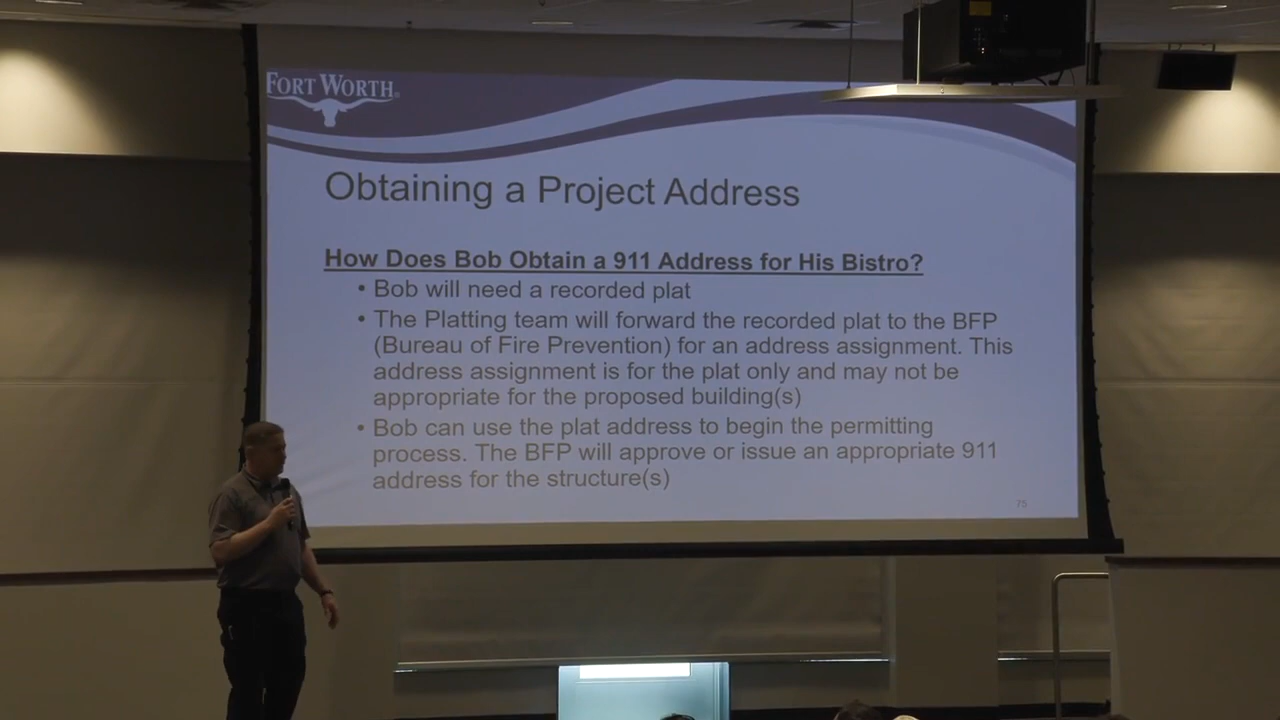 FORT WORTH®
Obtaining a Project Address
How Does Bob Obtain a 911 Address for His Bistro?
• Bob will need a recorded plat
• The Platting team will forward the recorded plat to the BFP
(Bureau of Fire Prevention) for an address assignment. This
address assignment is for the plat only and may not be
appropriate for the proposed building(s)
• Bob can use the plat address to begin the permitting
process. The BFP will approve or issue an appropriate 911
address for the structure(s)
75